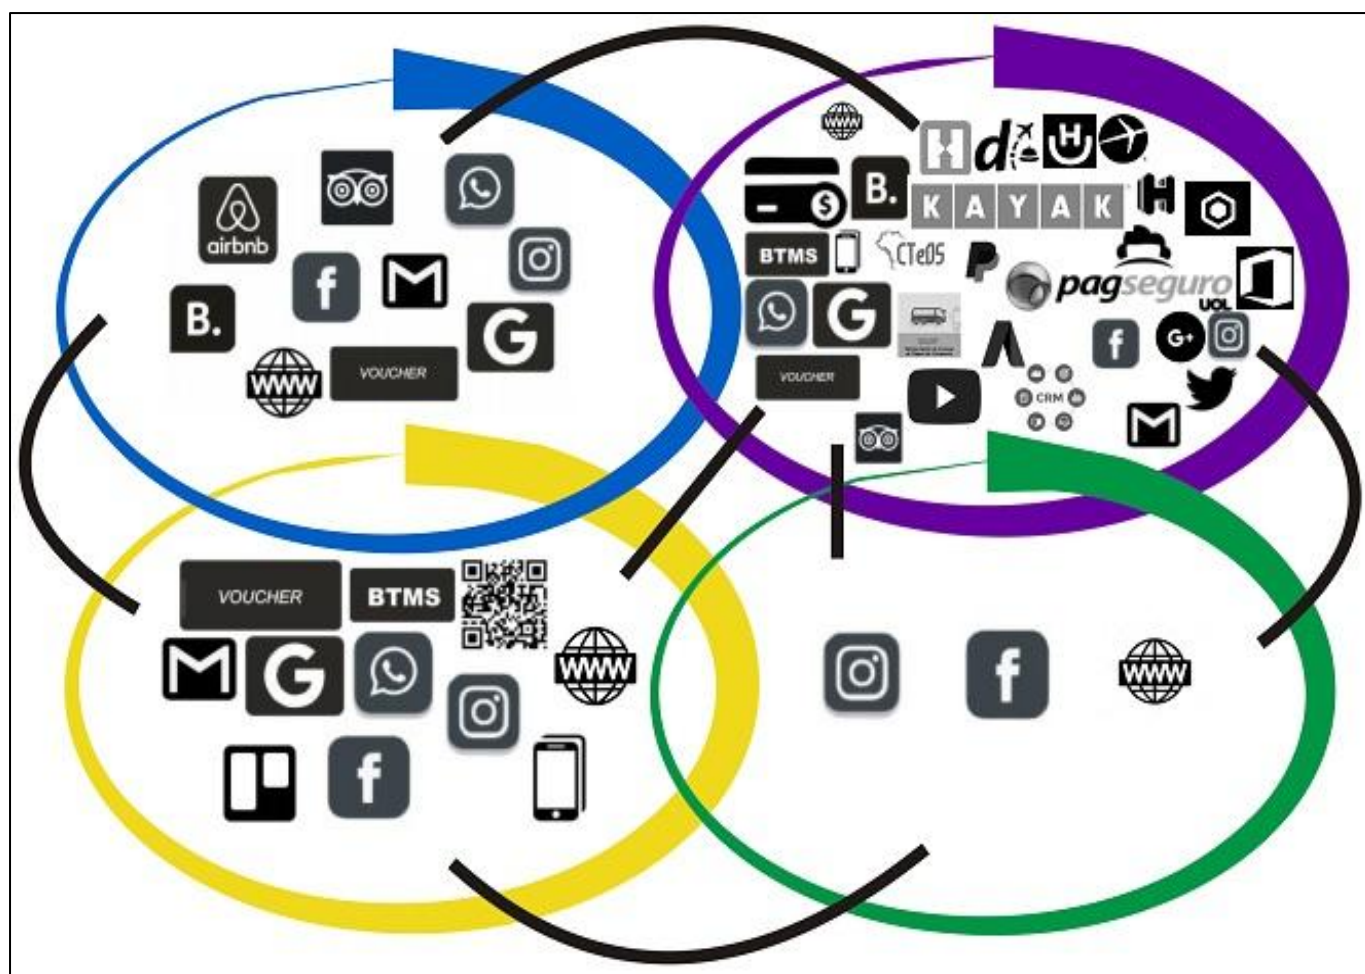 airbnb
B.
f
M
G
WWW
VOUCHER
WWW
H
d
H
U
$
B.
KAYAK
H
BTMS
CTeOS
P
pagseguro
UOL
G
f
G+
VOUCHER
CRM
M
VOUCHER
BTMS
M
G
WWW
f
f
WWW